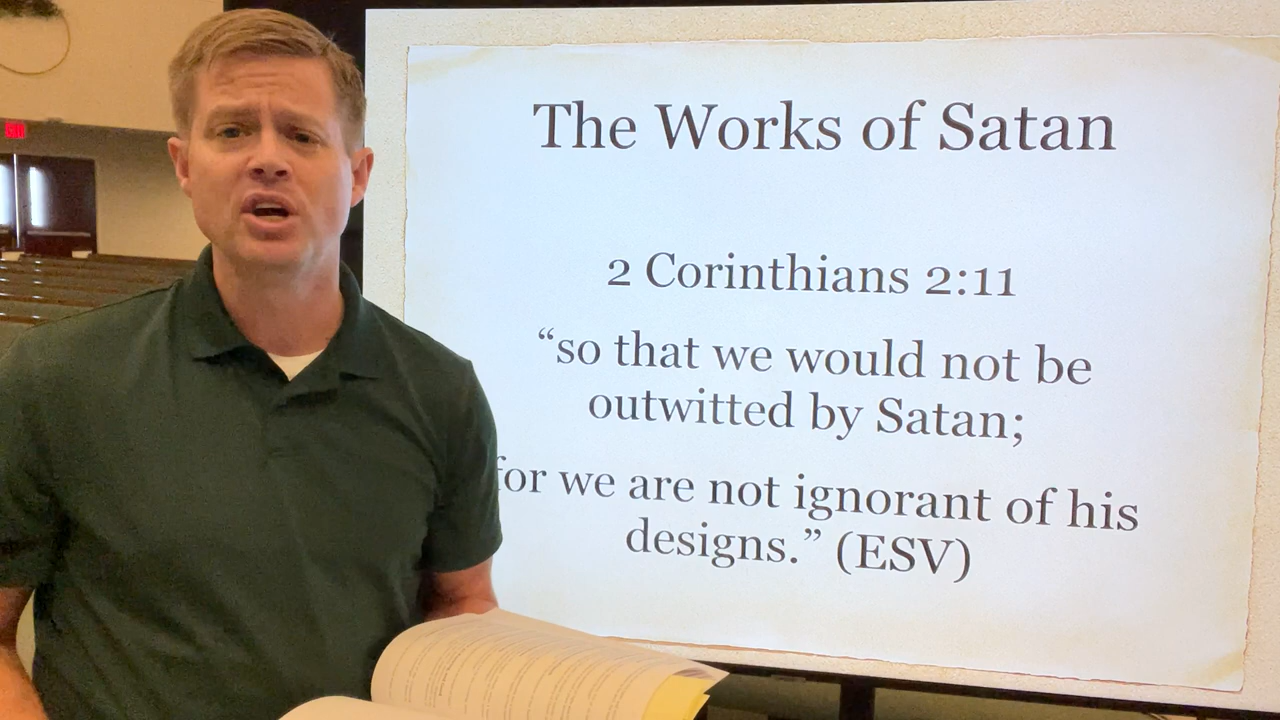 The Works of Satan
2 Corinthians 2:11
“so that we would not be
outwitted by Satan;
for we are not ignorant of his
designs.” (ESV)